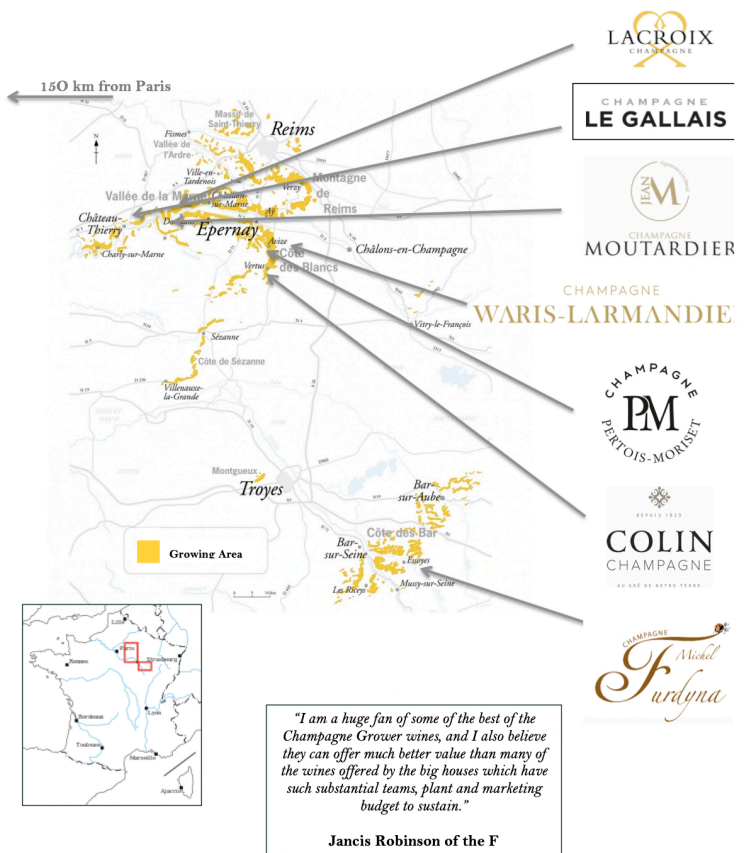 LACROIX
CHAMPAGNE
150 km from Paris
CHAMPAGNE
LE GALLAIS
Massif de
Saint-Thierry
Reims
Fismes
Vallée de
l'Ardre
N
Ville-en-
Tardenois
Montagne
de
Reims
Verzy
JEAN
M
CHAMPAGNE
MOUTARDIER
Vallée de la Marne
Châtillon-
sur-Marne
Château-
Thierry
Aÿ
Épernay
Charly-sur-Marne
Avize
Châlons-en-Champagne
Côte
des Blancs
Vertus
CHAMPAGNE
WARIS-LARMANDIE
Vitry-le-François
Sézanne
Côte de Sézanne
Villenauxe-
la-Grande
CHAMPAGNE
PM
PERTOIS-MORISET
Montgueux
Troyes
Bar-
sur-Aube
DEPUIS 1829
COLIN
CHAMPAGNE
AU GRÉ DE NOTRE TERRE
Growing Area
Côte des Bar
Bar-
sur-Seine
Essoyes
Les Riceys
Mussy-sur-Seine
CHAMPAGNE
Michel
Furdyna
Lille
Paris
Strasbourg
Rennes
Lyon
Bordeaux
Toulouse
Marseille
Ajaccio
“I am a huge fan of some of the best of the
Champagne Grower wines, and I also believe
they can offer much better value than many of
the wines offered by the big houses which have
such substantial teams, plant and marketing
budget to sustain.”
Jancis Robinson of the F